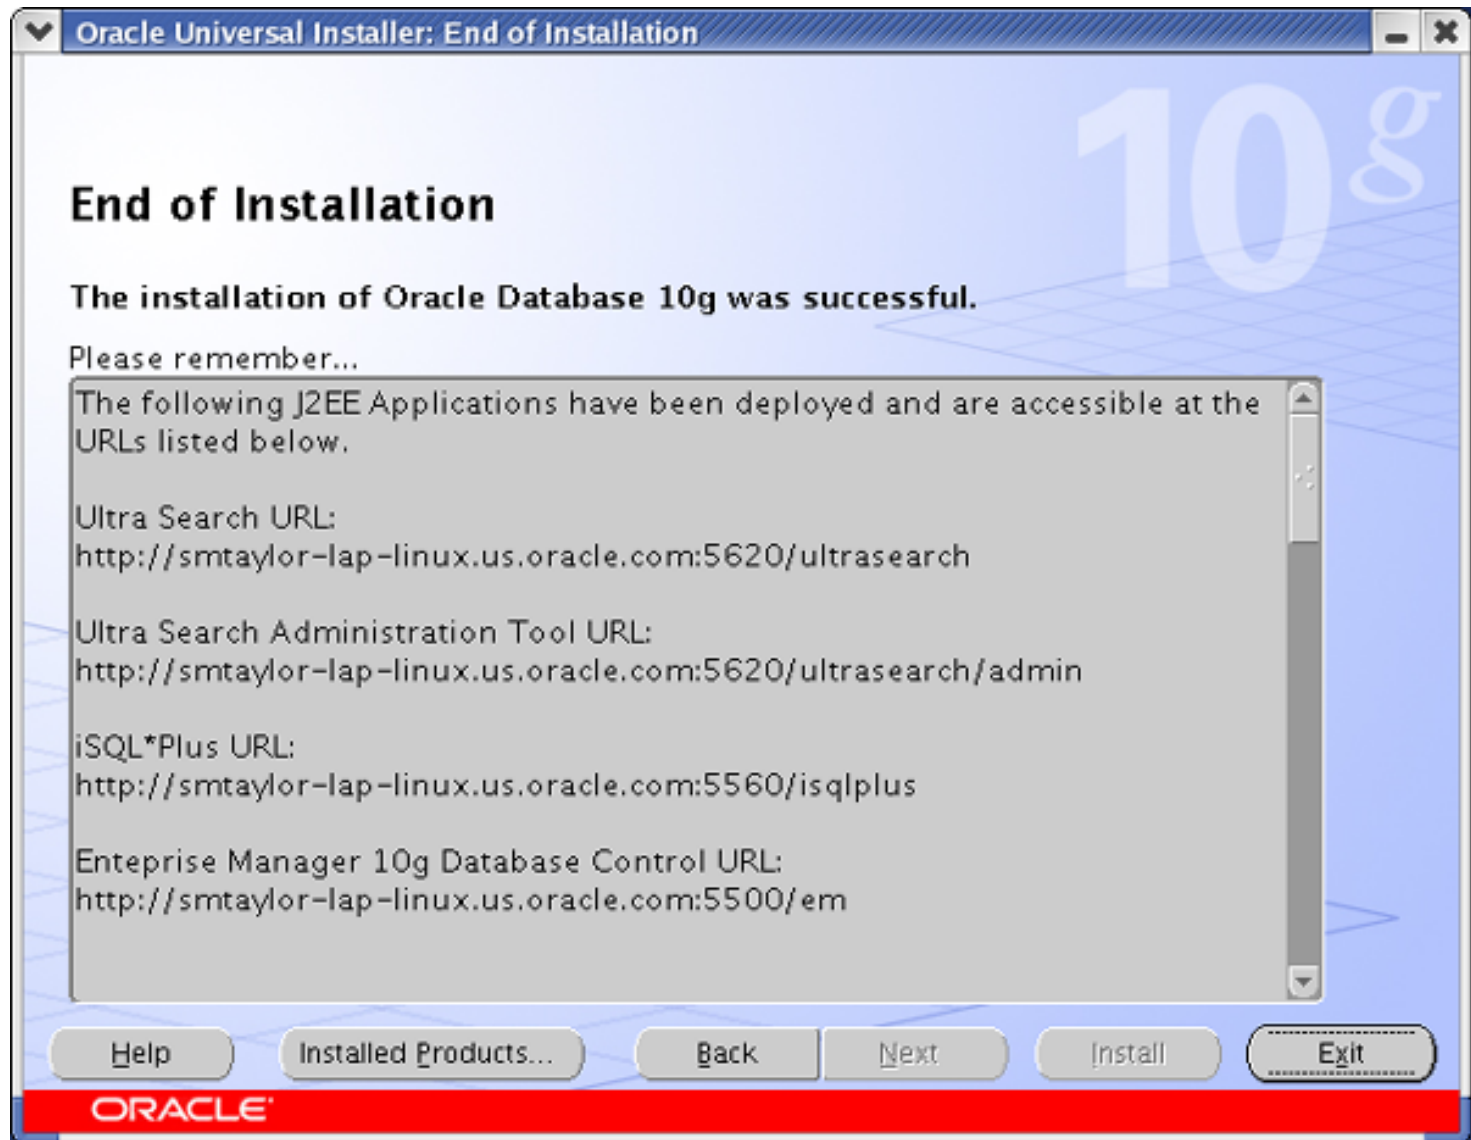 Oracle Universal Installer: End of Installation
10g
End of Installation
The installation of Oracle Database 10g was successful.
Please remember...
The following J2EE Applications have been deployed and are accessible at the
URLs listed below.
Ultra Search URL:
http://smtaylor-lap-linux.us.oracle.com:5620/ultrasearch
Ultra Search Administration Tool URL:
http://smtaylor-lap-linux.us.oracle.com:5620/ultrasearch/admin
iSQL*Plus URL:
http://smtaylor-lap-linux.us.oracle.com:5560/isqlplus
Enteprise Manager 10g Database Control URL:
http://smtaylor-lap-linux.us.oracle.com:5500/em
Help Installed Products... Back Next Install Exit
ORACLE